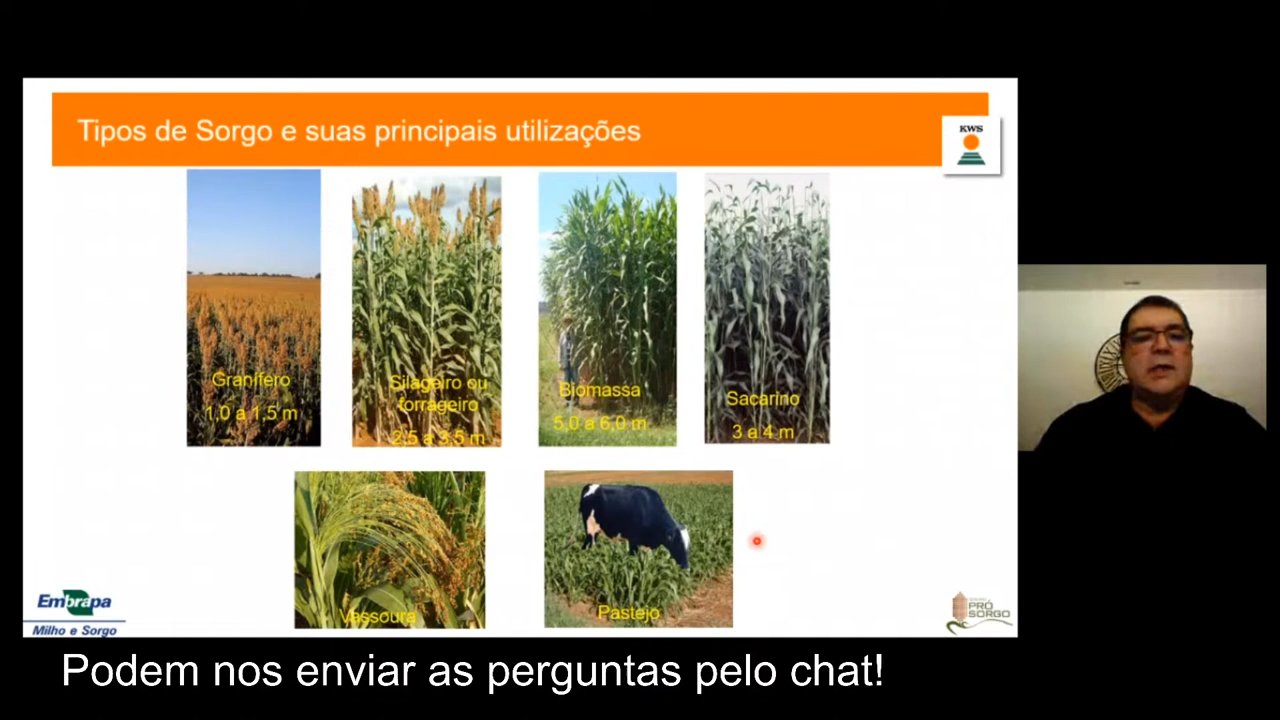 Tipos de Sorgo e suas principais utilizações
KWS
Granífero
1,0 a 1,5 m
Silageiro ou
forrageiro
2,5 a 3,5 m
Biomassa
5,0 a 6,0 m
Sacarino
3 a 4 m
Vassoura
Pastejo
Embrapa
Milho e Sorgo
PRÓ
SORGO
Podem nos enviar as perguntas pelo chat!